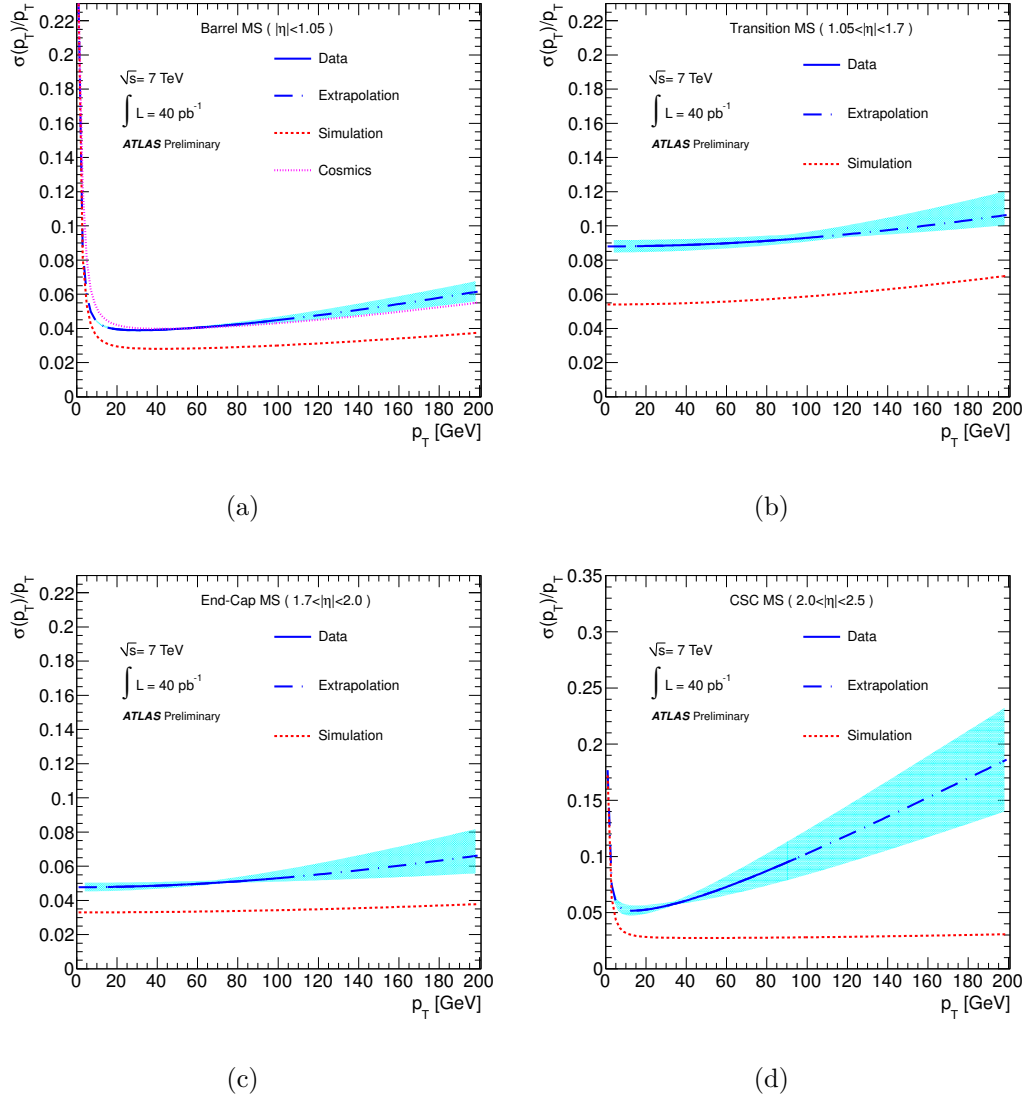 σ(p_T)/p_T
Barrel MS ( |η|<1.05 )
√s= 7 TeV
∫ L = 40 pb⁻¹
ATLAS Preliminary
Data
Extrapolation
Simulation
Cosmics
0.22
0.2
0.18
0.16
0.14
0.12
0.1
0.08
0.06
0.04
0.02
0
0 20 40 60 80 100 120 140 160 180 200
p_T [GeV]
(a)
σ(p_T)/p_T
Transition MS ( 1.05<|η|<1.7 )
√s= 7 TeV
∫ L = 40 pb⁻¹
ATLAS Preliminary
Data
Extrapolation
Simulation
0.22
0.2
0.18
0.16
0.14
0.12
0.1
0.08
0.06
0.04
0.02
0
0 20 40 60 80 100 120 140 160 180 200
p_T [GeV]
(b)
σ(p_T)/p_T
End-Cap MS ( 1.7<|η|<2.0 )
√s= 7 TeV
∫ L = 40 pb⁻¹
ATLAS Preliminary
Data
Extrapolation
Simulation
0.22
0.2
0.18
0.16
0.14
0.12
0.1
0.08
0.06
0.04
0.02
0
0 20 40 60 80 100 120 140 160 180 200
p_T [GeV]
(c)
σ(p_T)/p_T
CSC MS ( 2.0<|η|<2.5 )
√s= 7 TeV
∫ L = 40 pb⁻¹
ATLAS Preliminary
Data
Extrapolation
Simulation
0.35
0.3
0.25
0.2
0.15
0.1
0.05
0
0 20 40 60 80 100 120 140 160 180 200
p_T [GeV]
(d)